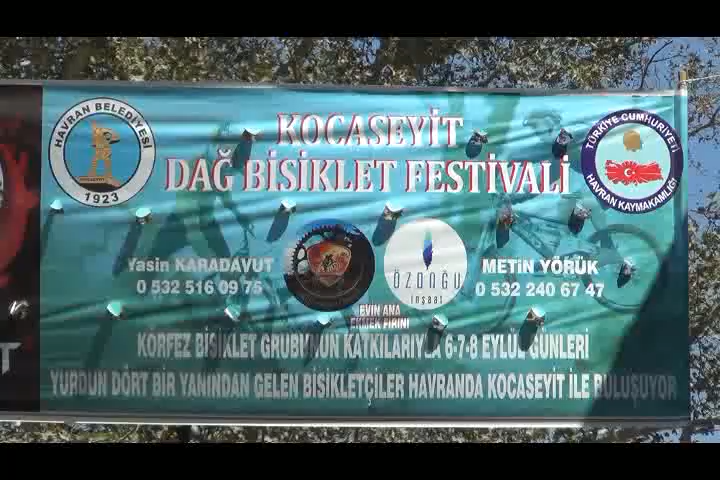 HAVRAN BELEDİYESİ
1923
KOCASEYİT
DAĞ BİSİKLET FESTİVALİ
TÜRKİYE CUMHURİYETİ
HAVRAN KAYMAKAMLIĞI
Yasin KARADAVUT
0 532 516 09 75
ÖZDOĞU
inşaat
METİN YÖRÜK
0 532 240 67 47
EVİN ANA
EKMEK FIRINI
KÖRFEZ BİSİKLET GRUBUNUN KATKILARIYLA 6-7-8 EYLÜL GÜNLERİ
YURDUN DÖRT BİR YANINDAN GELEN BİSİKLETÇİLER HAVRANDA KOCASEYİT İLE BULUŞUYOR